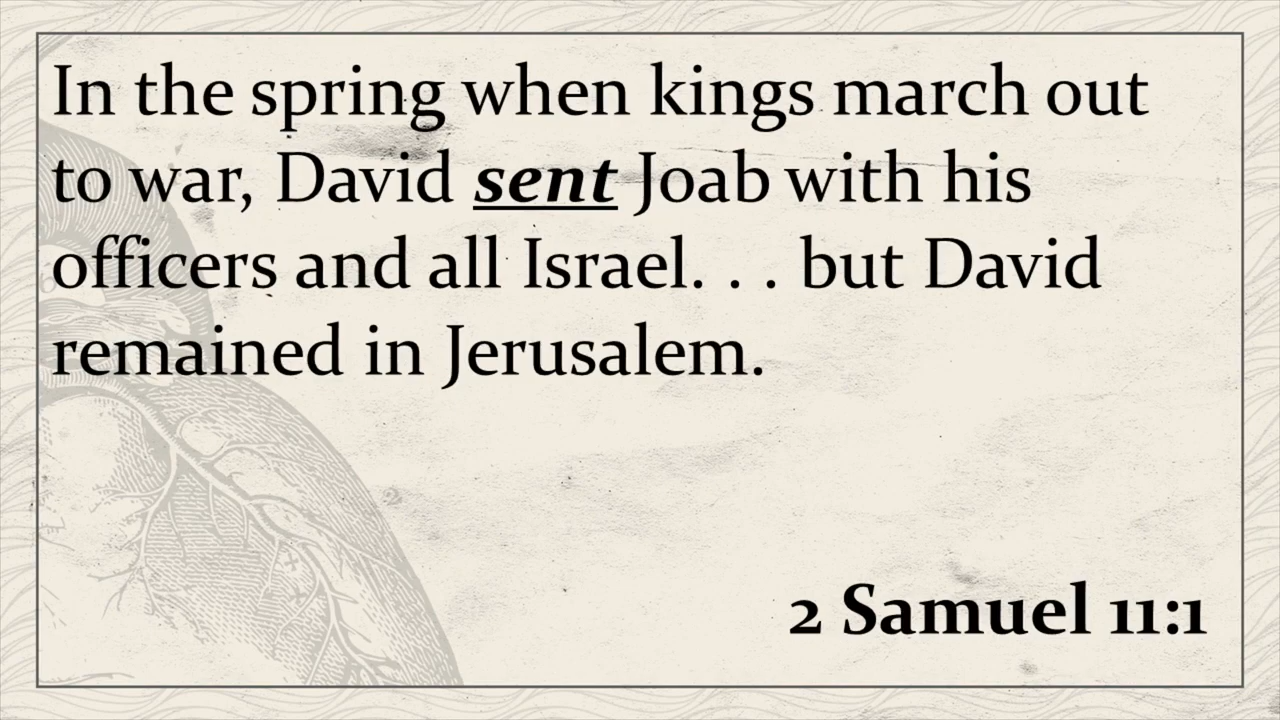 In the spring when kings march out
to war, David sent Joab with his
officers and all Israel. . . but David
remained in Jerusalem.
2 Samuel 11:1